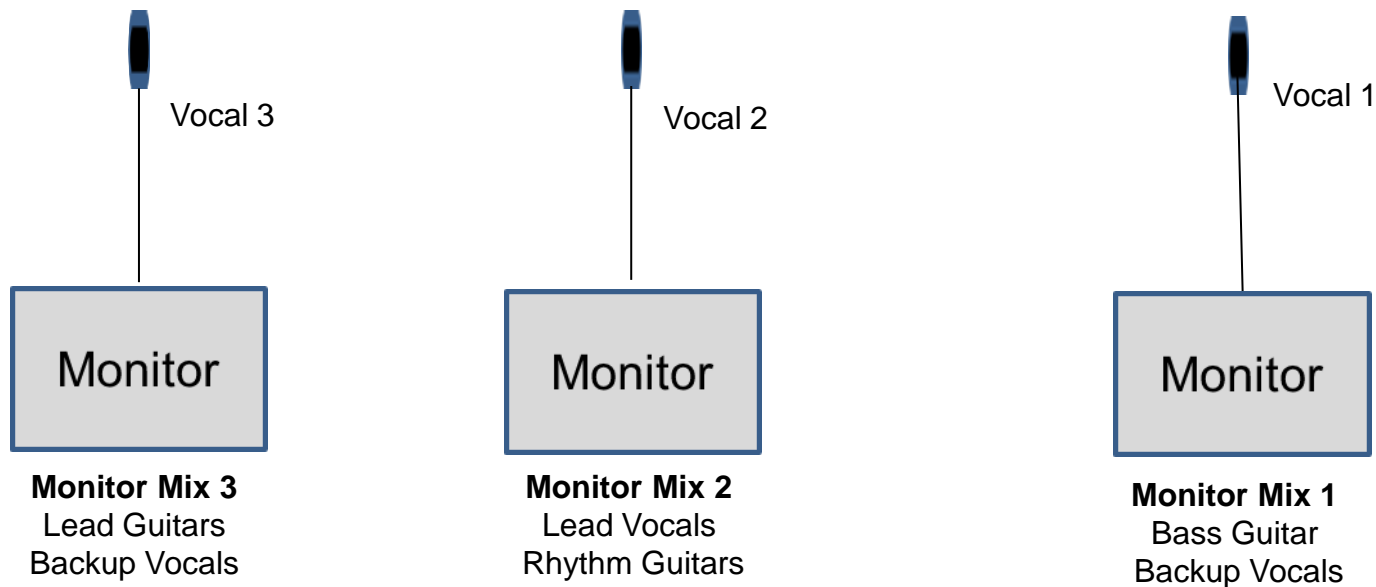 Vocal 3
Vocal 2
Vocal 1
Monitor
Monitor
Monitor
Monitor Mix 3
Lead Guitars
Backup Vocals
Monitor Mix 2
Lead Vocals
Rhythm Guitars
Monitor Mix 1
Bass Guitar
Backup Vocals